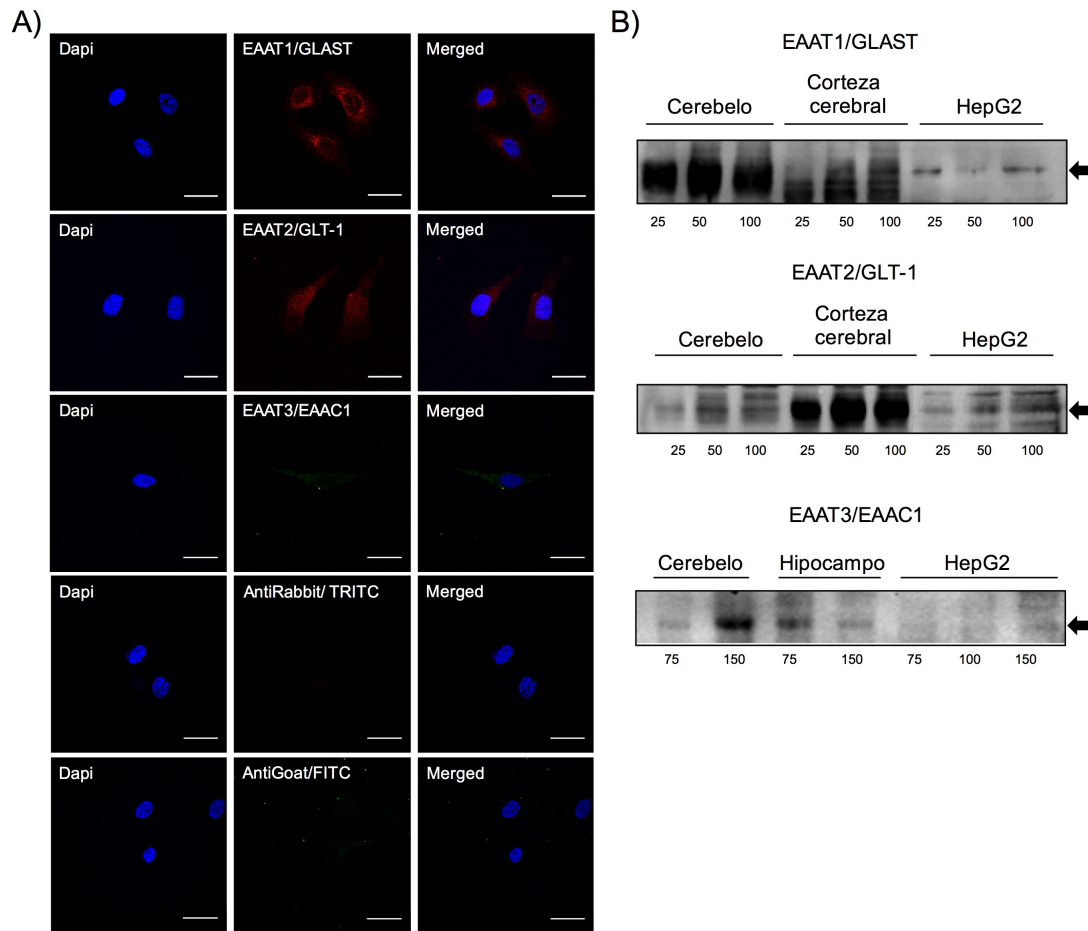 A)
Dapi
EAAT1/GLAST
Merged
Dapi
EAAT2/GLT-1
Merged
Dapi
EAAT3/EAAC1
Merged
Dapi
AntiRabbit/ TRITC
Merged
Dapi
AntiGoat/FITC
Merged
B)
EAAT1/GLAST
Cerebelo
Corteza
cerebral
HepG2
25 50 100 25 50 100 25 50 100
EAAT2/GLT-1
Cerebelo
Corteza
cerebral
HepG2
25 50 100 25 50 100 25 50 100
EAAT3/EAAC1
Cerebelo Hipocampo HepG2
75 150 75 150 75 100 150